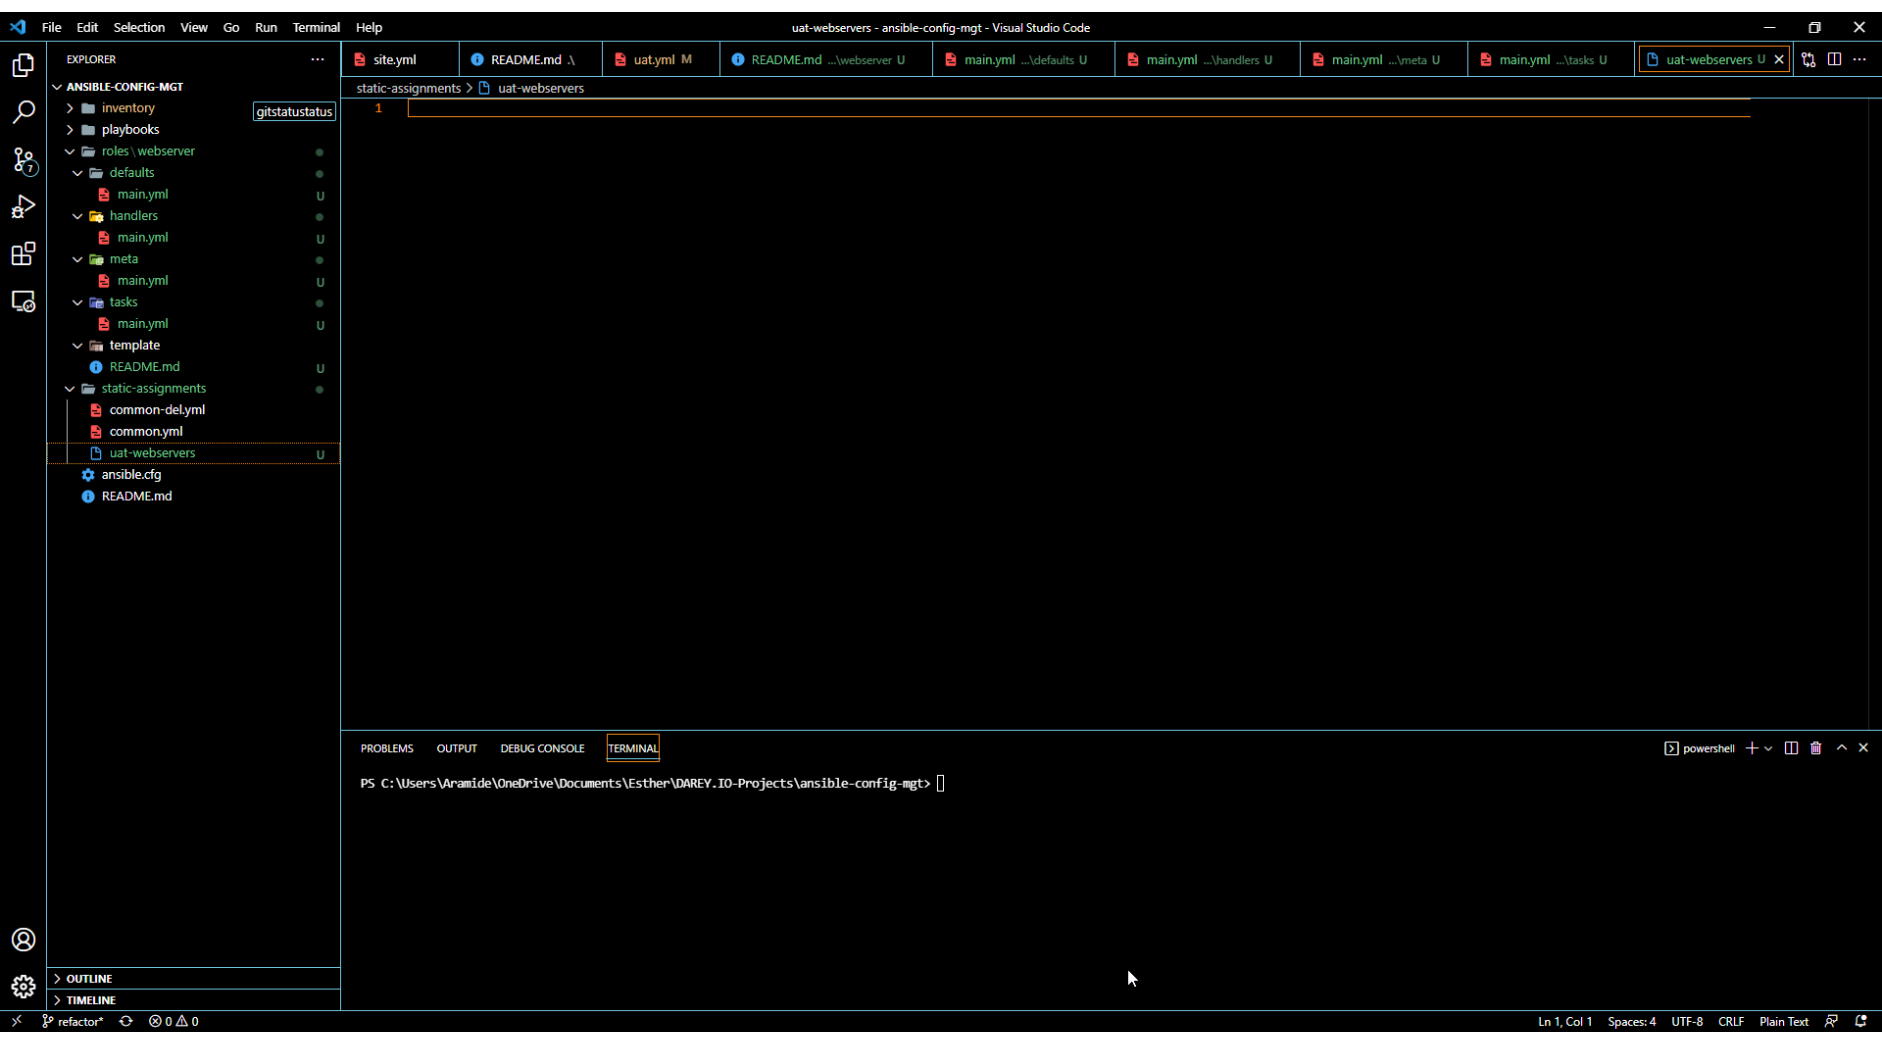 File Edit Selection View Go Run Terminal Help
uat-webservers - ansible-config-mgt - Visual Studio Code
EXPLORER
site.yml
README.md .\
uat.yml M
README.md ...\webserver U
main.yml ...\defaults U
main.yml ...\handlers U
main.yml ...\meta U
main.yml ...\tasks U
uat-webservers U
static-assignments > uat-webservers
1
ANSIBLE-CONFIG-MGT
inventory
gitstatustatus
playbooks
roles\webserver
defaults
main.yml U
handlers
main.yml U
meta
main.yml U
tasks
main.yml U
template
README.md U
static-assignments
common-del.yml
common.yml
uat-webservers U
ansible.cfg
README.md
7
PROBLEMS OUTPUT DEBUG CONSOLE TERMINAL
powershell
PS C:\Users\Aramide\OneDrive\Documents\Esther\DAREY.IO-Projects\ansible-config-mgt>
OUTLINE
TIMELINE
refactor* 0 0
Ln 1, Col 1 Spaces: 4 UTF-8 CRLF Plain Text